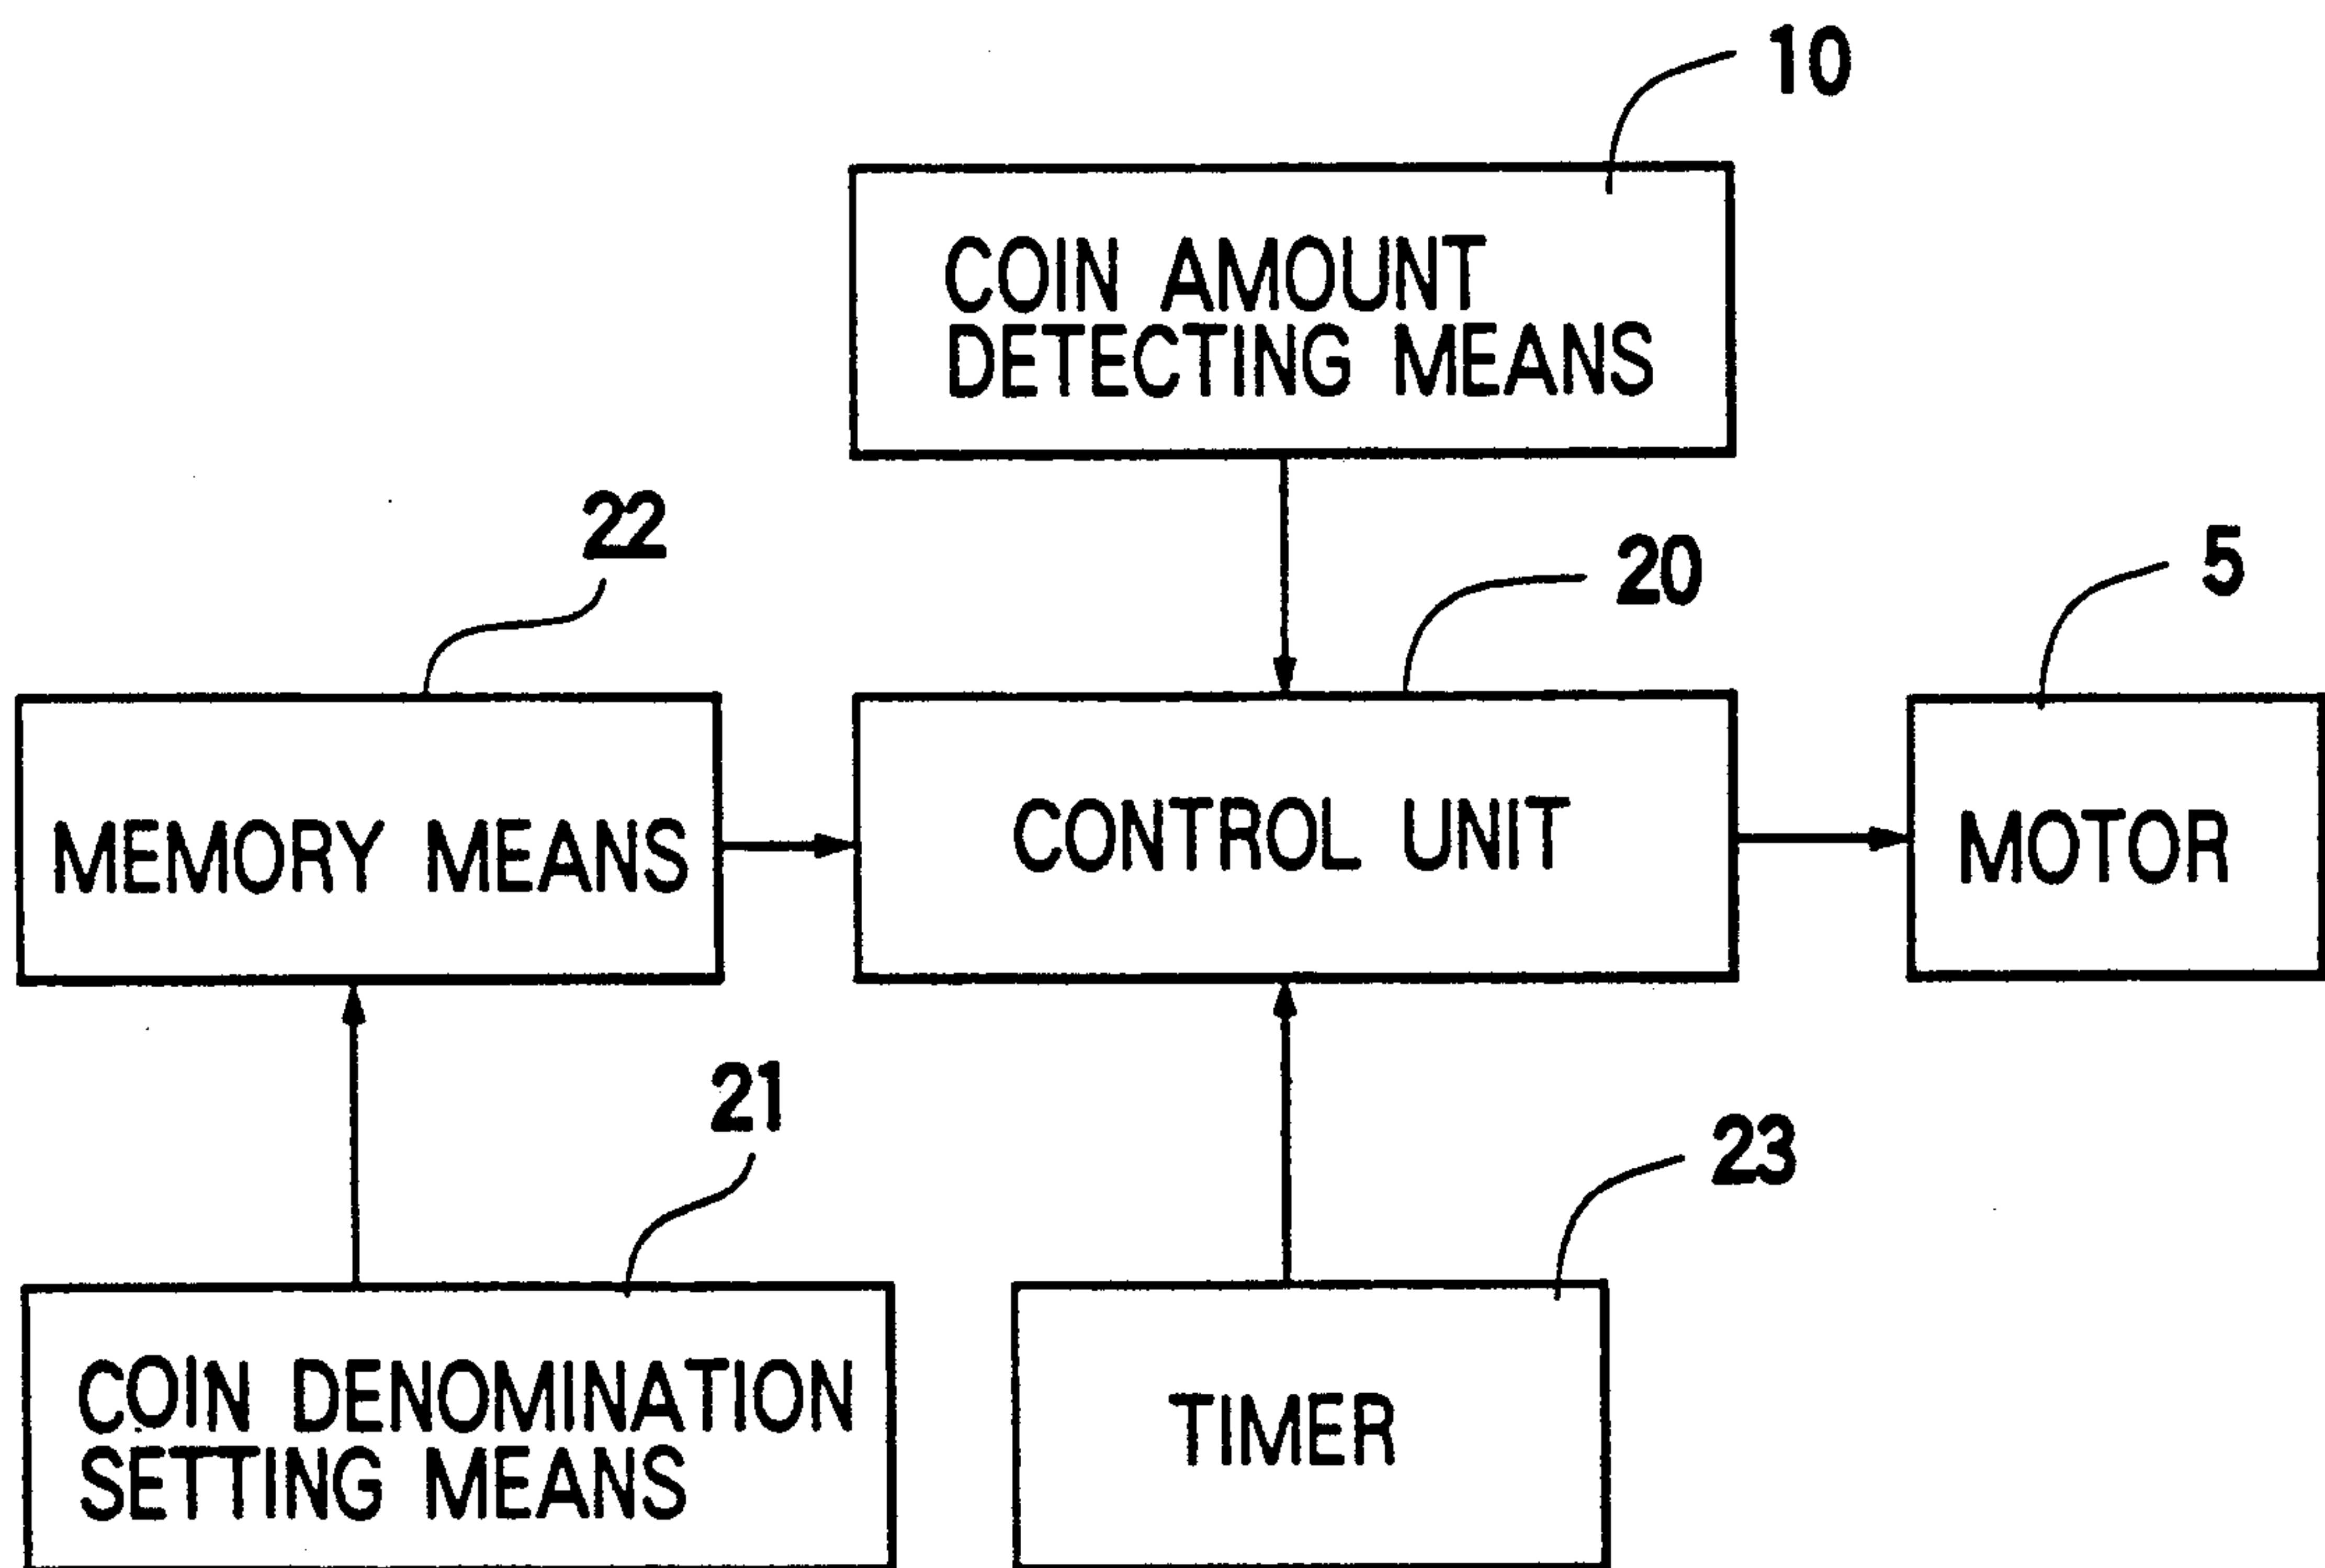 10
COIN AMOUNT
DETECTING MEANS
22
20
5
MEMORY MEANS
CONTROL UNIT
MOTOR
21
23
COIN DENOMINATION
SETTING MEANS
TIMER